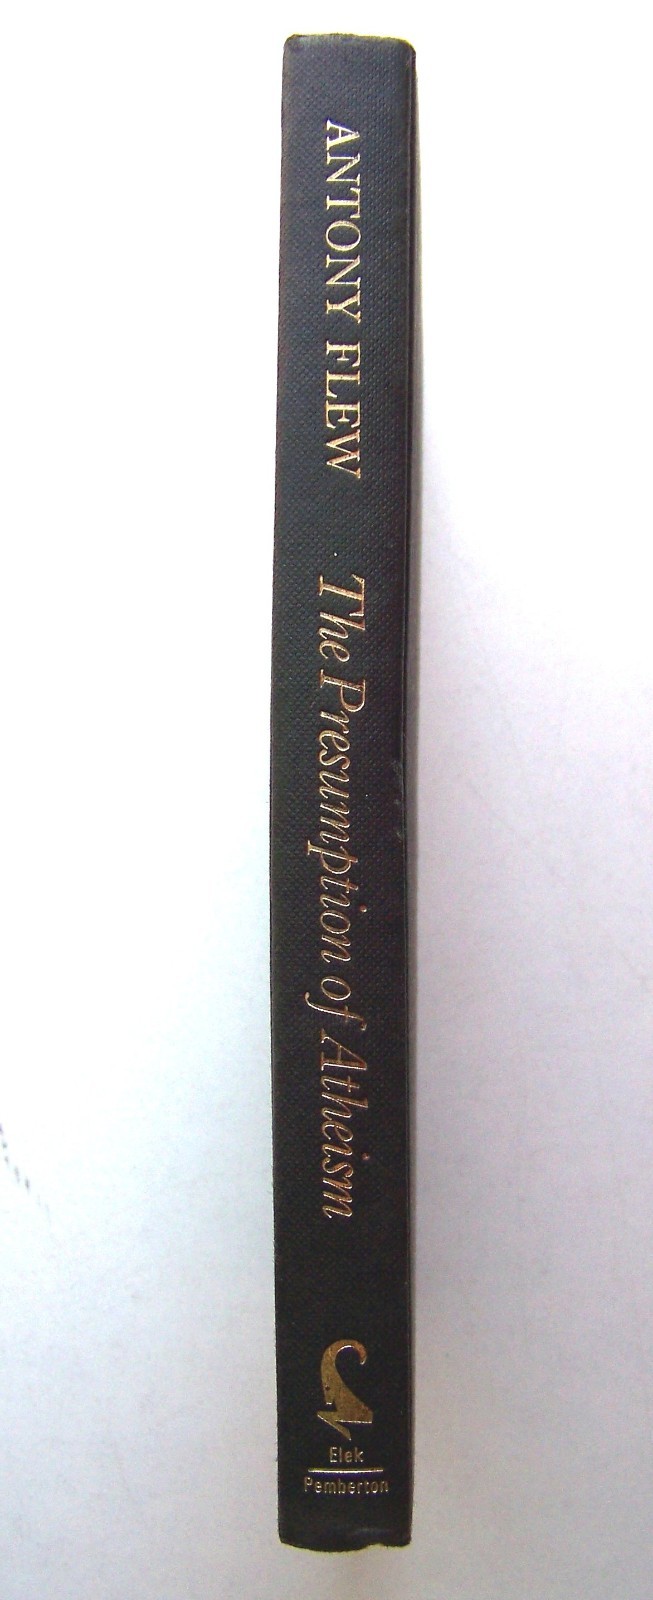 ANTONY FLEW
The Presumption of Atheism
Elek
Pemberton